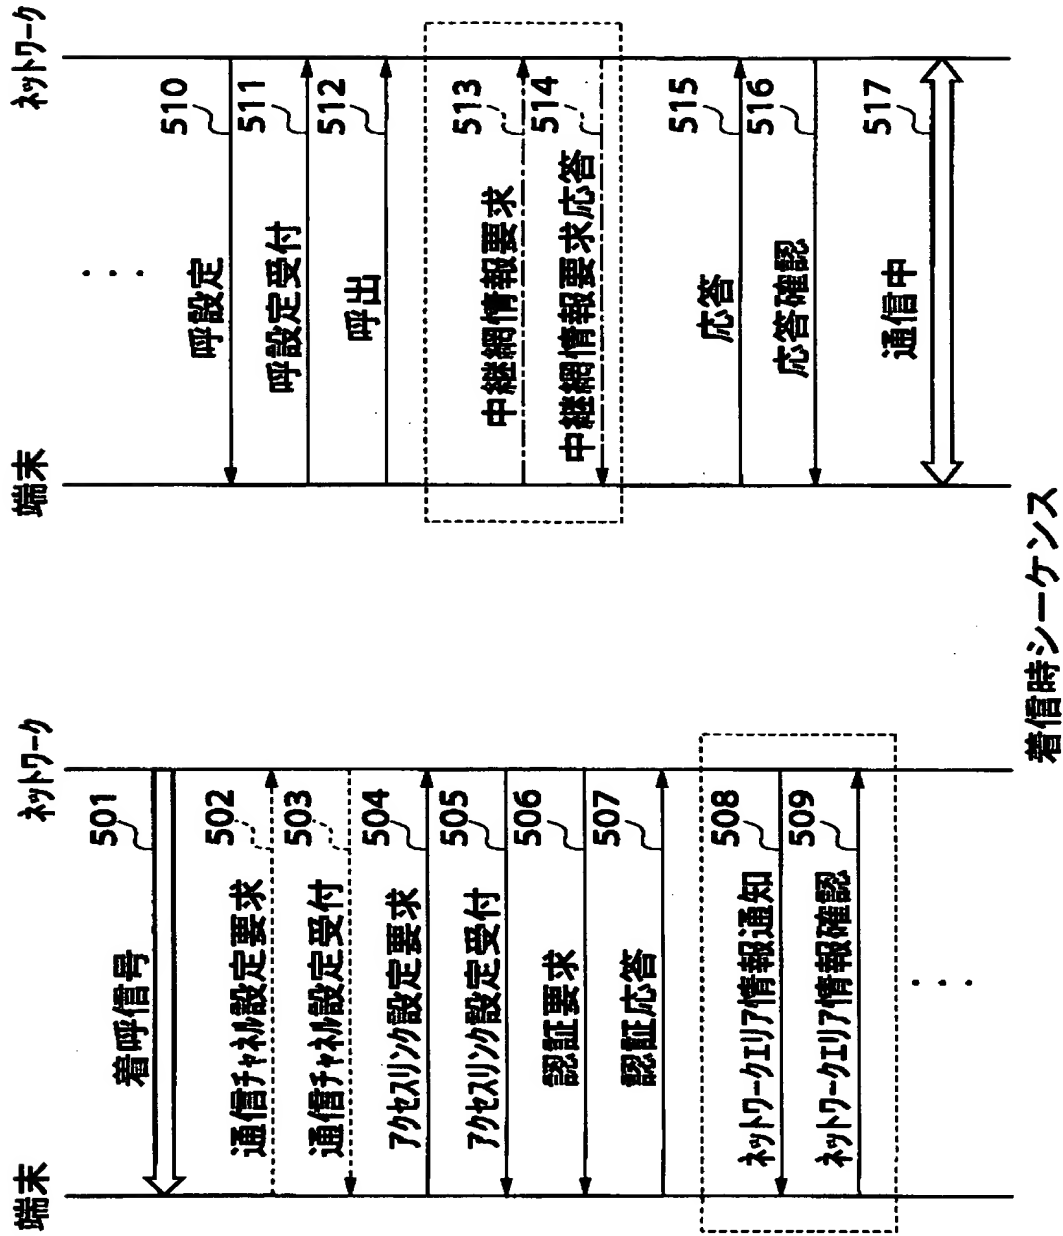 端末
ネットワーク
着呼信号
501
通信チャネル設定要求
502
通信チャネル設定受付
503
アクセスリンク設定要求
504
アクセスリンク設定受付
505
認証要求
506
認証応答
507
ネットワークエリア情報通知
508
ネットワークエリア情報確認
509
・・・
端末
ネットワーク
・・・
呼設定
510
呼設定受付
511
呼出
512
中継網情報要求
513
中継網情報要求応答
514
応答
515
応答確認
516
通信中
517
着信時シーケンス